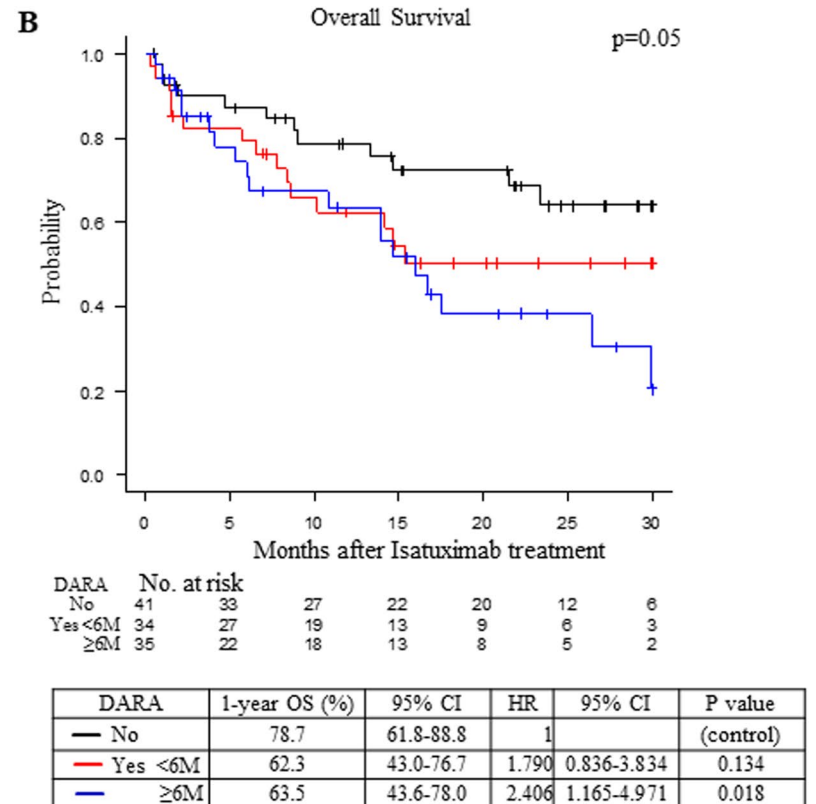 B
Overall Survival
p=0.05
Probability
1.0
0.8
0.6
0.4
0.2
0.0
0 5 10 15 20 25 30
Months after Isatuximab treatment
DARA No. at risk
No 41 33 27 22 20 12 6
Yes <6M 34 27 19 13 9 6 3
≥6M 35 22 18 13 8 5 2
DARA 1-year OS (%) 95% CI HR 95% CI P value
No 78.7 61.8-88.8 1 (control)
Yes <6M 62.3 43.0-76.7 1.790 0.836-3.834 0.134
≥6M 63.5 43.6-78.0 2.406 1.165-4.971 0.018